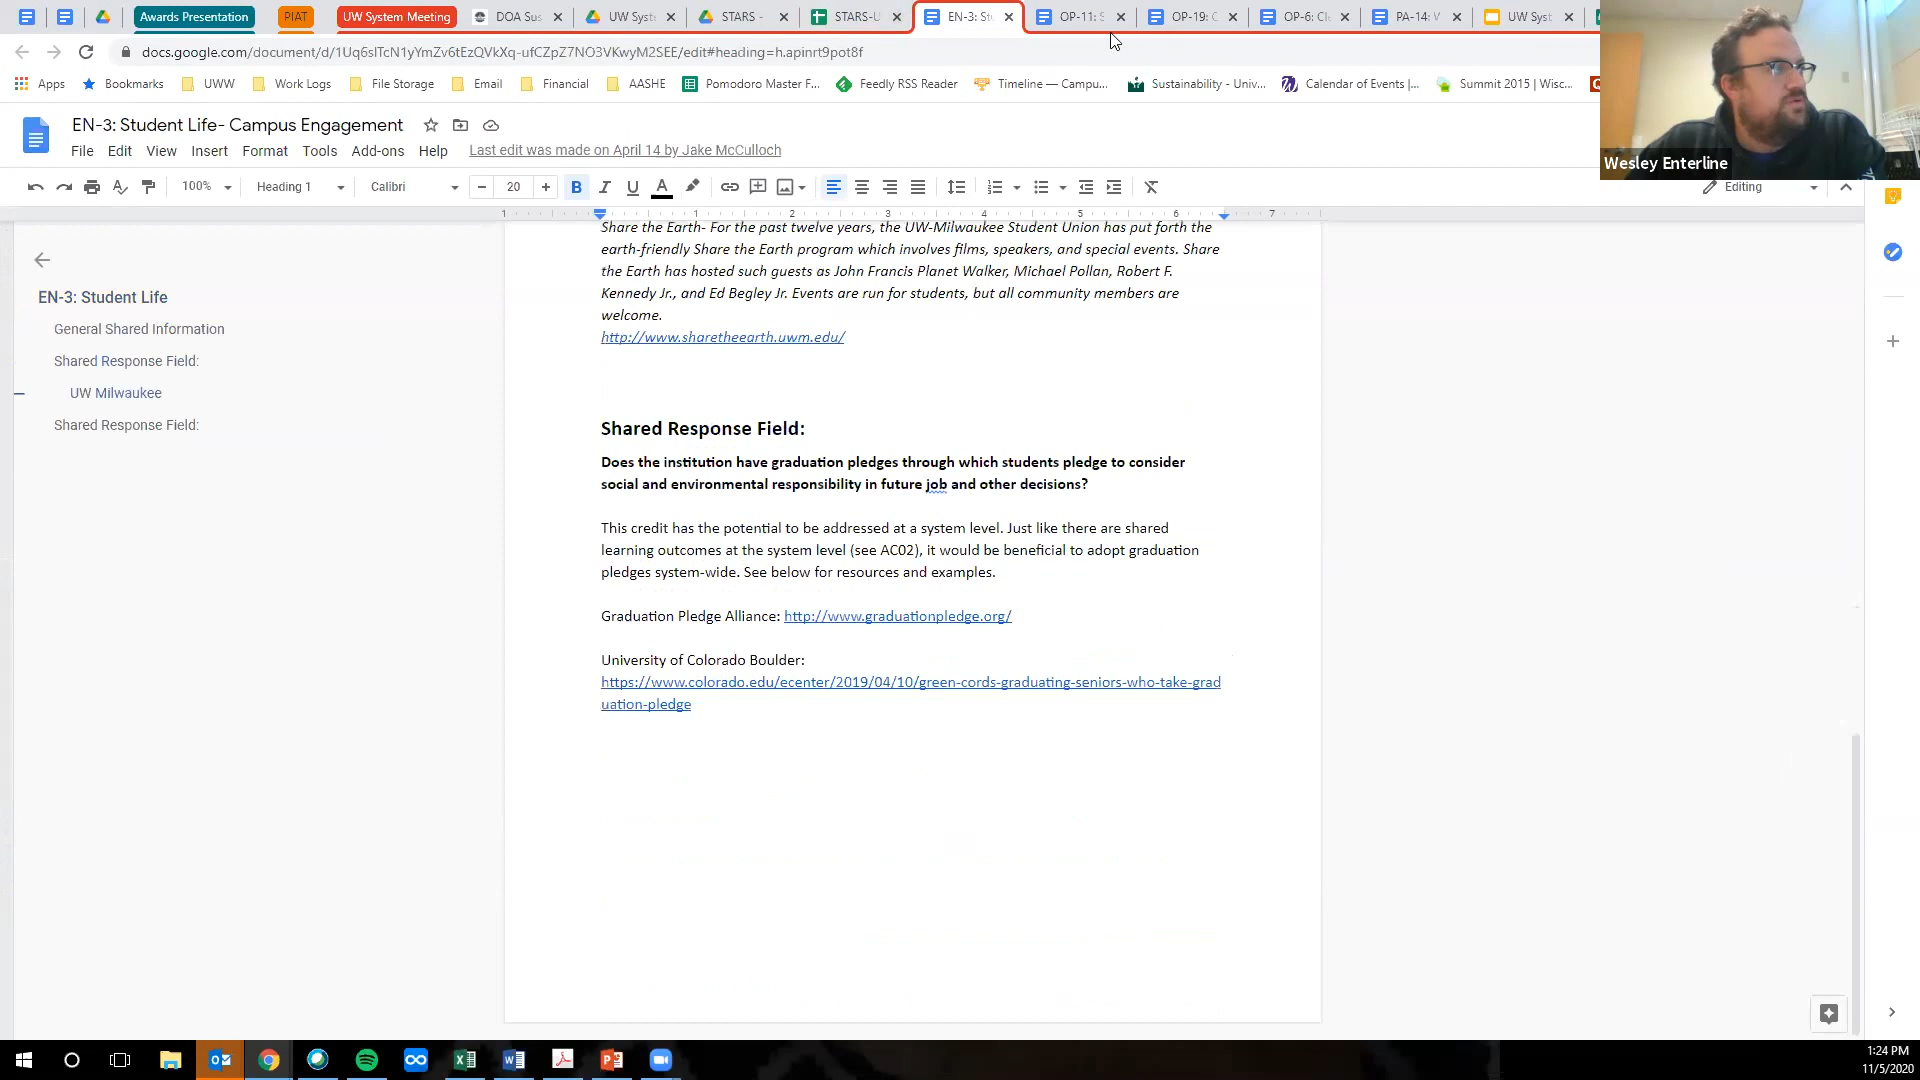 Awards Presentation PIAT UW System Meeting DOA Sus UW Syst STARS - STARS-U EN-3: St OP-11: S OP-19: C OP-6: Cl PA-14: V UW Syst
docs.google.com/document/d/1Uq6slTcN1yYmZv6tEzQVkXq-ufCZpZ7NO3VKwyM2SEE/edit#heading=h.apinrt9pot8f
Apps Bookmarks UWW Work Logs File Storage Email Financial AASHE Pomodoro Master F... Feedly RSS Reader Timeline — Campu... Sustainability - Univ... Calendar of Events |... Summit 2015 | Wisc...
EN-3: Student Life- Campus Engagement
File Edit View Insert Format Tools Add-ons Help Last edit was made on April 14 by Jake McCulloch
Wesley Enterline
100% Heading 1 Calibri 20 B I U A Editing
1 1 2 3 4 5 6 7
Share the Earth- For the past twelve years, the UW-Milwaukee Student Union has put forth the
earth-friendly Share the Earth program which involves films, speakers, and special events. Share
the Earth has hosted such guests as John Francis Planet Walker, Michael Pollan, Robert F.
Kennedy Jr., and Ed Begley Jr. Events are run for students, but all community members are
welcome.
http://www.sharetheearth.uwm.edu/
EN-3: Student Life
General Shared Information
Shared Response Field:
UW Milwaukee
Shared Response Field:
Shared Response Field:
Does the institution have graduation pledges through which students pledge to consider
social and environmental responsibility in future job and other decisions?
This credit has the potential to be addressed at a system level. Just like there are shared
learning outcomes at the system level (see AC02), it would be beneficial to adopt graduation
pledges system-wide. See below for resources and examples.
Graduation Pledge Alliance: http://www.graduationpledge.org/
University of Colorado Boulder:
https://www.colorado.edu/ecenter/2019/04/10/green-cords-graduating-seniors-who-take-grad
uation-pledge
1:24 PM
11/5/2020